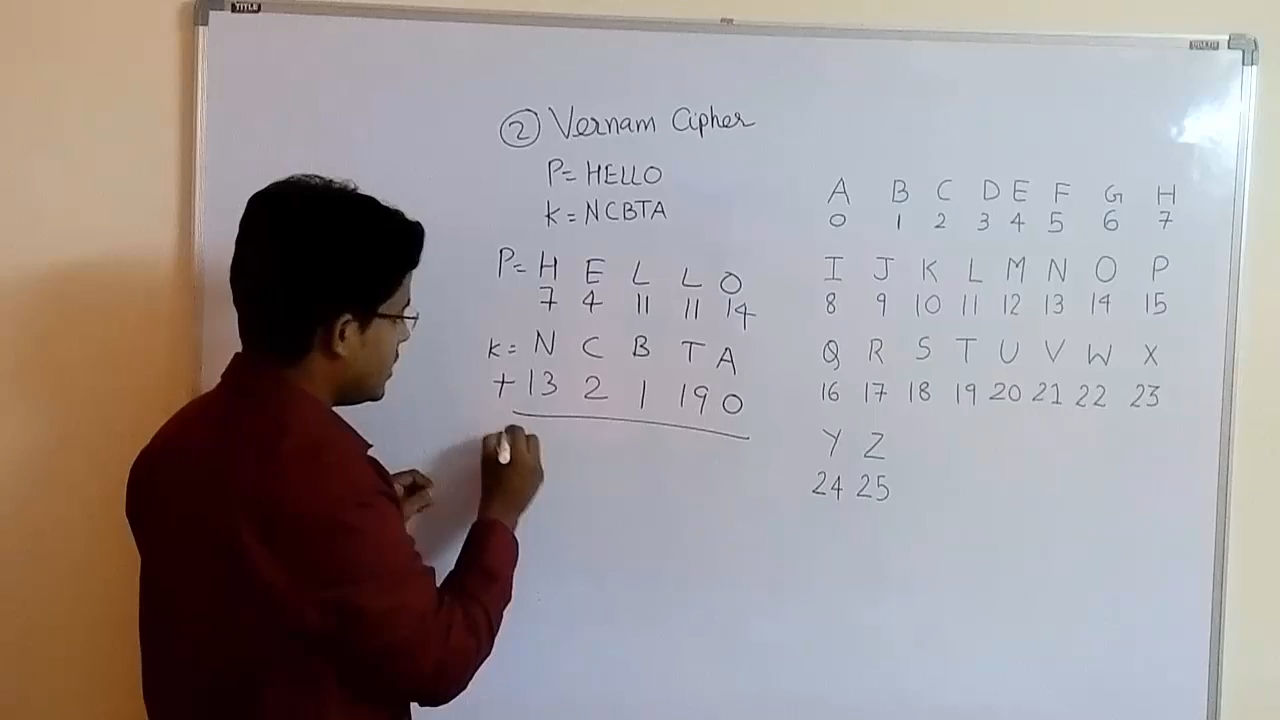 ② Vernam Cipher
P= HELLO
K = NCBTA
P= H E L L O
7 4 11 11 14
K = N C B T A
+ 13 2 1 19 0
A B C D E F G H
0 1 2 3 4 5 6 7
I J K L M N O P
8 9 10 11 12 13 14 15
Q R S T U V W X
16 17 18 19 20 21 22 23
Y Z
24 25